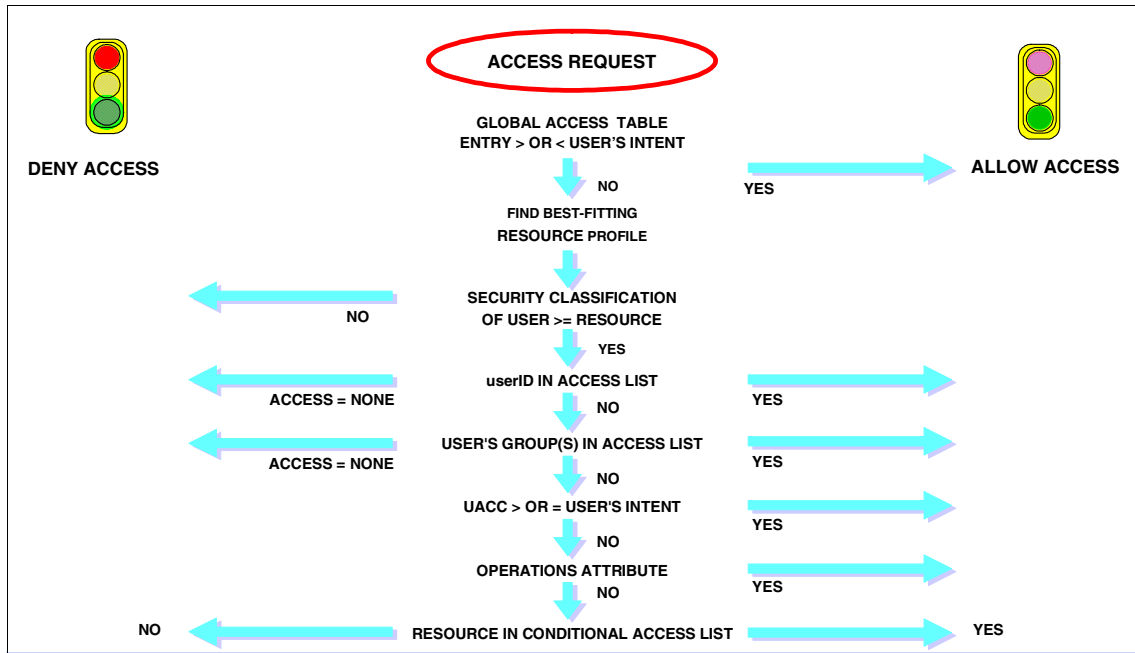 ACCESS REQUEST
GLOBAL ACCESS TABLE
ENTRY > OR < USER'S INTENT
DENY ACCESS
ALLOW ACCESS
NO
YES
FIND BEST-FITTING
RESOURCE PROFILE
SECURITY CLASSIFICATION
OF USER >= RESOURCE
NO
YES
userID IN ACCESS LIST
ACCESS = NONE
YES
NO
USER'S GROUP(S) IN ACCESS LIST
ACCESS = NONE
YES
NO
UACC > OR = USER'S INTENT
YES
NO
OPERATIONS ATTRIBUTE
YES
NO
NO
RESOURCE IN CONDITIONAL ACCESS LIST
YES